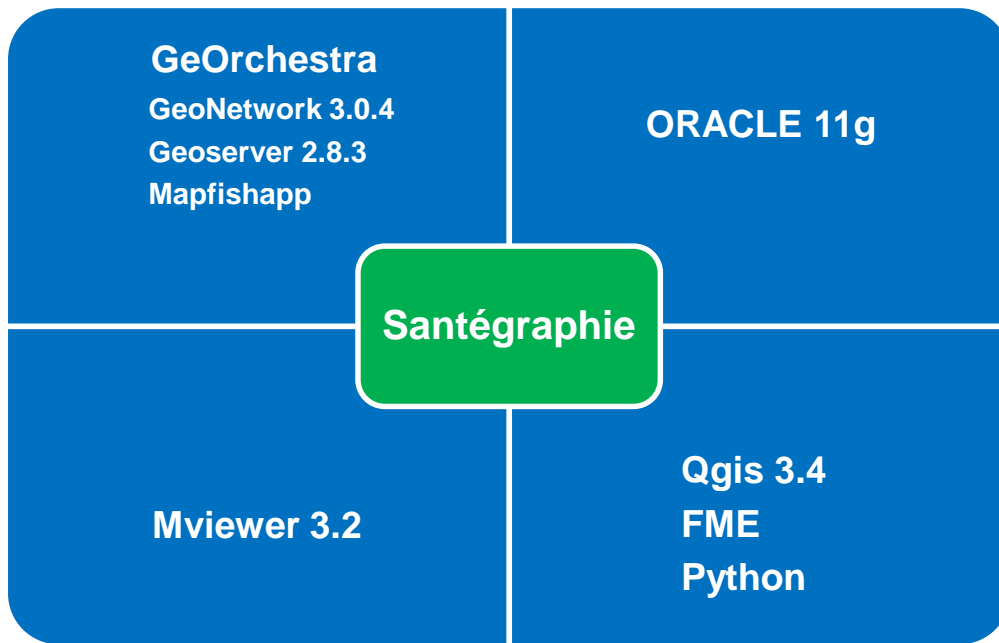 GeOrchestra
GeoNetwork 3.0.4
Geoserver 2.8.3
Mapfishapp
ORACLE 11g
Santégraphie
Mviewer 3.2
Qgis 3.4
FME
Python